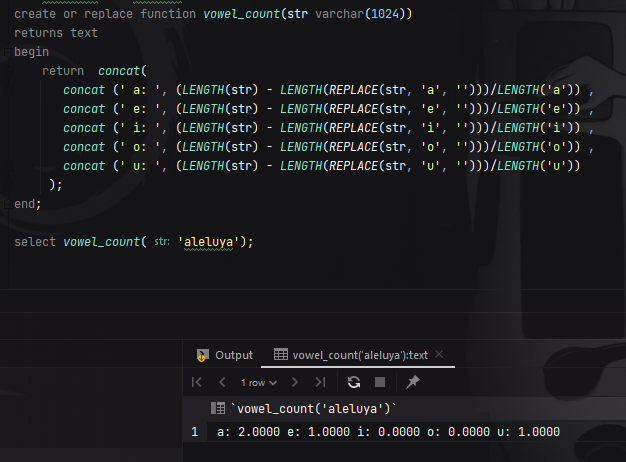 create or replace function vowel_count(str varchar(1024))
returns text
begin
return concat(
concat (' a: ', (LENGTH(str) - LENGTH(REPLACE(str, 'a', '')))/LENGTH('a')) ,
concat (' e: ', (LENGTH(str) - LENGTH(REPLACE(str, 'e', '')))/LENGTH('e')) ,
concat (' i: ', (LENGTH(str) - LENGTH(REPLACE(str, 'i', '')))/LENGTH('i')) ,
concat (' o: ', (LENGTH(str) - LENGTH(REPLACE(str, 'o', '')))/LENGTH('o')) ,
concat (' u: ', (LENGTH(str) - LENGTH(REPLACE(str, 'u', '')))/LENGTH('u'))
);
end;
select vowel_count( str: 'aleluya');
Output vowel_count('aleluya'):text
1 row
`vowel_count('aleluya')`
1 a: 2.0000 e: 1.0000 i: 0.0000 o: 0.0000 u: 1.0000